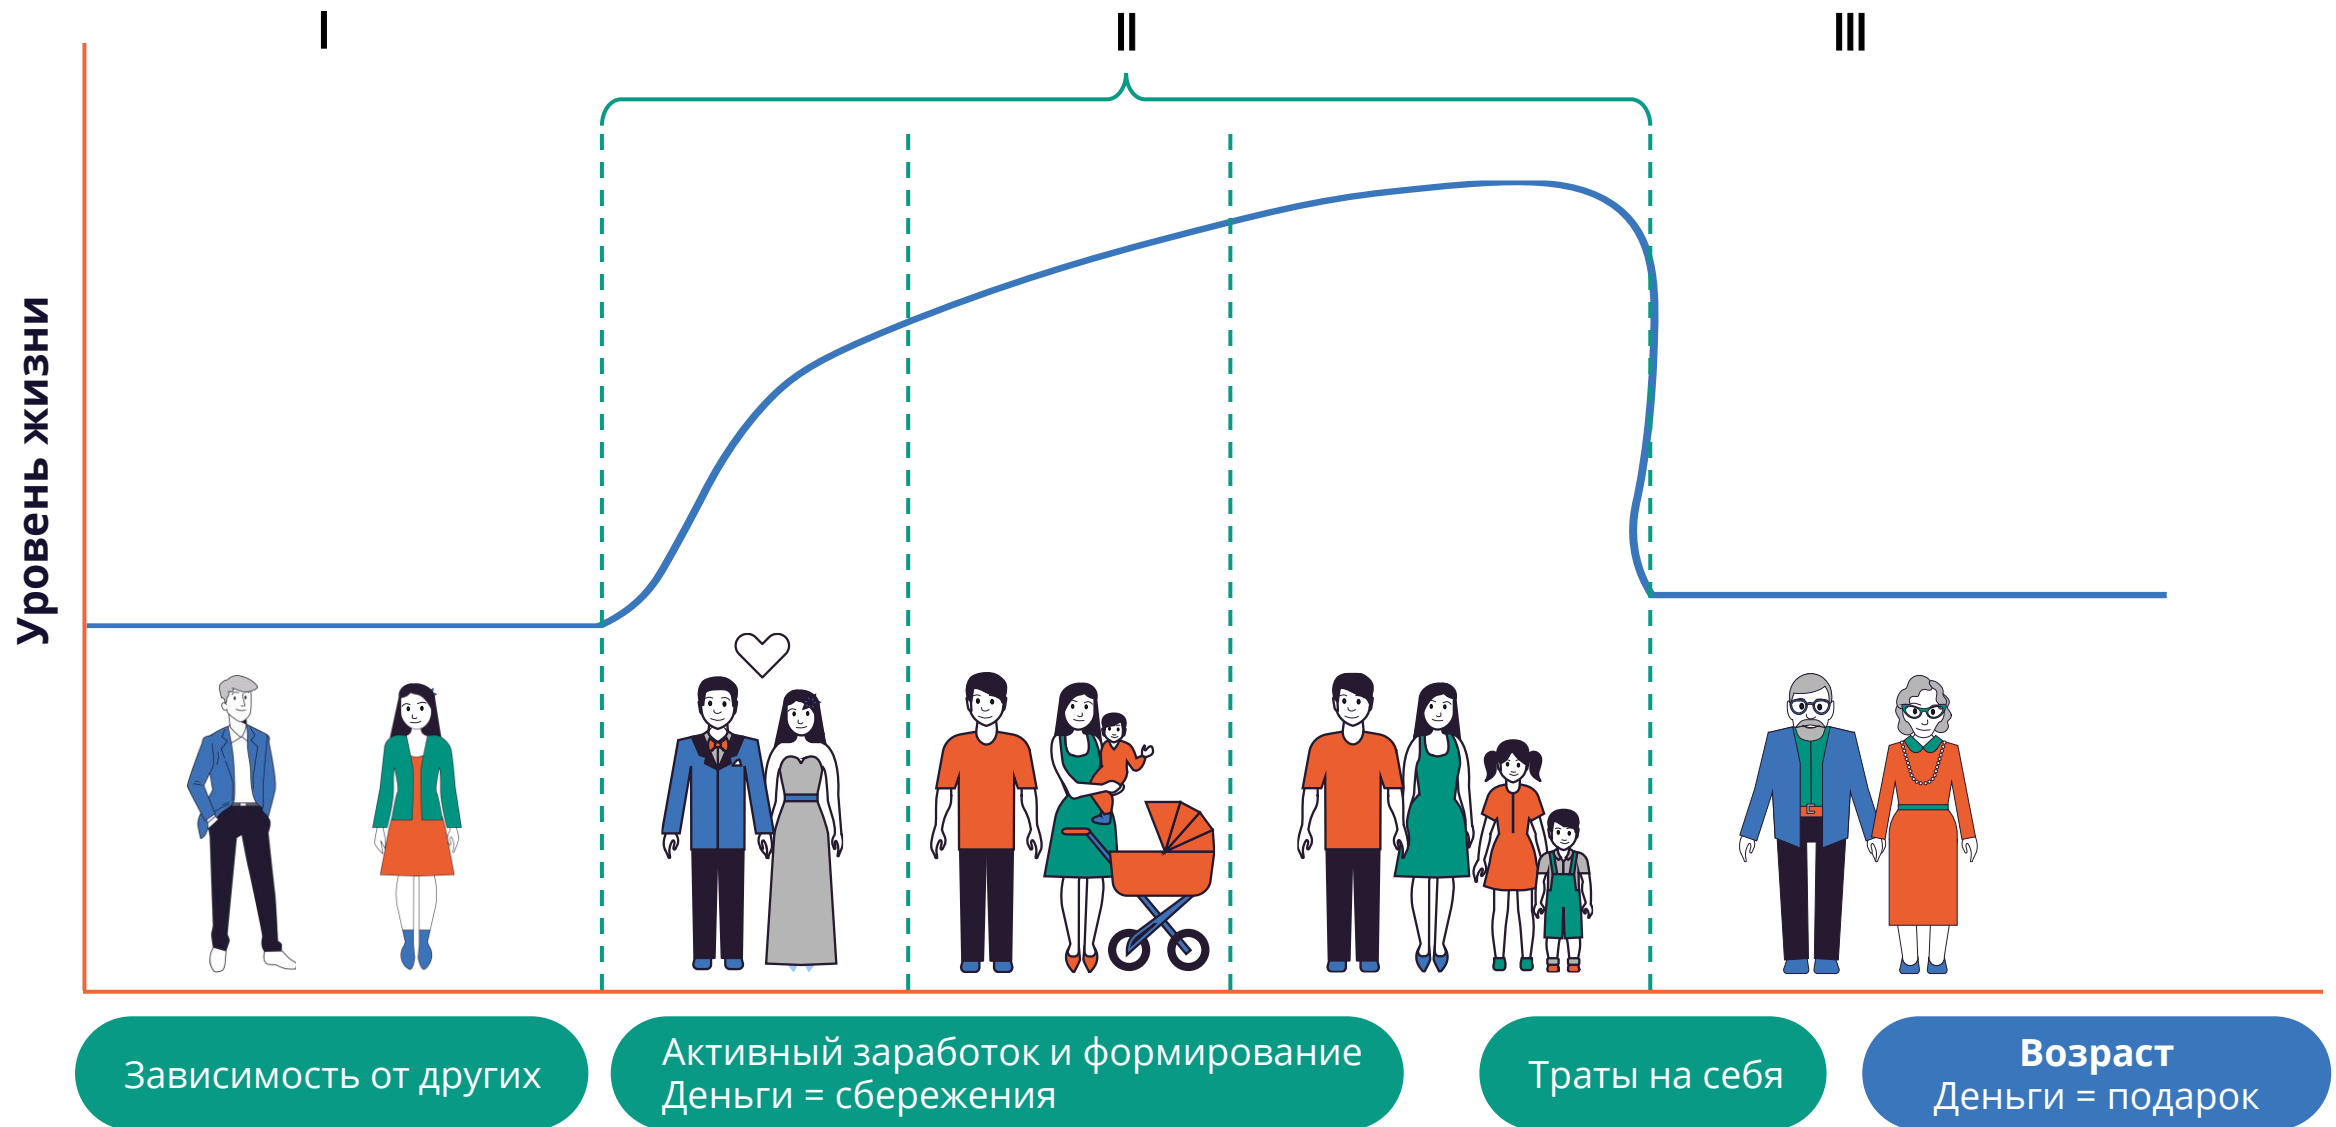 I
II
III
Уровень жизни
Зависимость от других
Активный заработок и формирование
Деньги = сбережения
Траты на себя
Возраст
Деньги = подарок